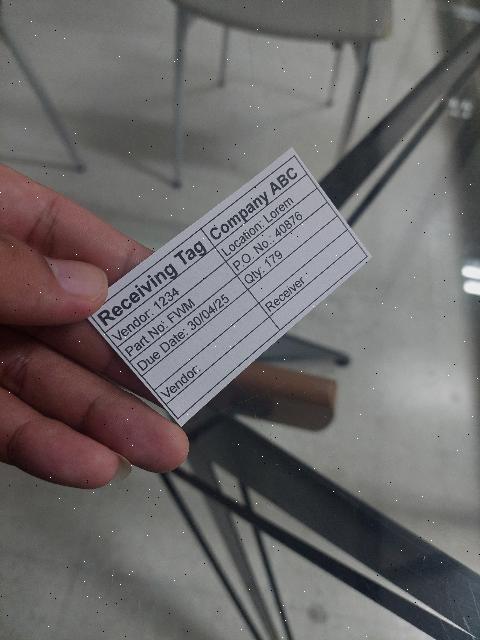 Receiving Tag Company ABC
Vendor: 1234 Location: Lorem
Part No: FWM P.O. No.: 40876
Due Date: 30/04/25 Qty: 179
Vendor: Receiver